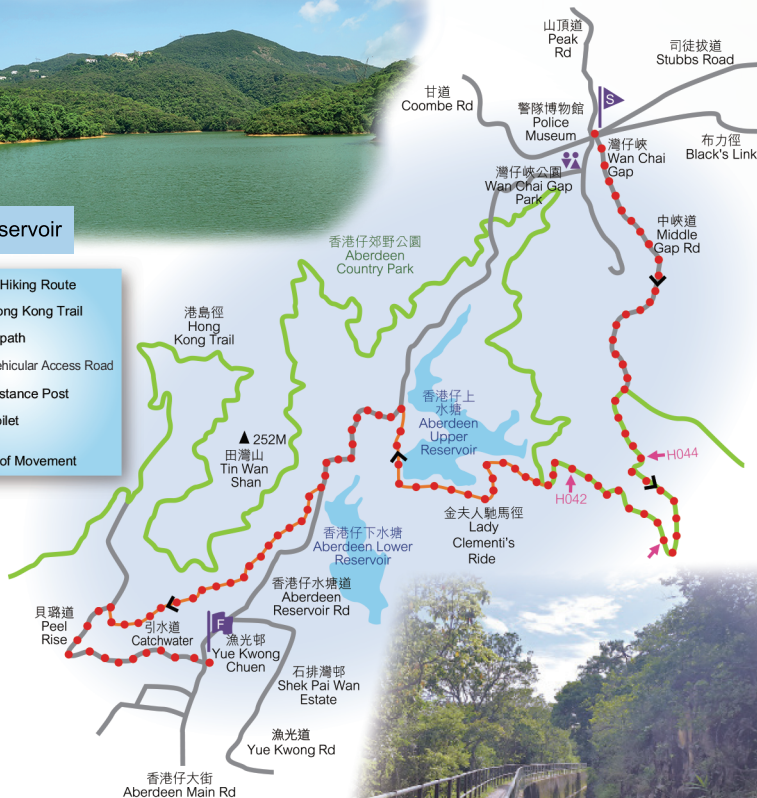 山頂道
Peak
Rd
司徒拔道
Stubbs Road
甘道
Coombe Rd
警隊博物館
Police
Museum
S
灣仔峽
Wan Chai
Gap
布力徑
Black's Link
灣仔峽公園
Wan Chai Gap
Park
中峽道
Middle
Gap Rd
servoir
香港仔郊野公園
Aberdeen
Country Park
Hiking Route
ong Kong Trail
path
ehicular Access Road
stance Post
oilet
of Movement
港島徑
Hong
Kong Trail
252M
田灣山
Tin Wan
Shan
香港仔上
水塘
Aberdeen
Upper
Reservoir
H044
H042
金夫人馳馬徑
Lady
Clementi's
Ride
香港仔下水塘
Aberdeen Lower
Reservoir
香港仔水塘道
Aberdeen
Reservoir Rd
貝璐道
Peel
Rise
引水道
Catchwater
F
漁光邨
Yue Kwong
Chuen
石排灣邨
Shek Pai Wan
Estate
漁光道
Yue Kwong Rd
香港仔大街
Aberdeen Main Rd